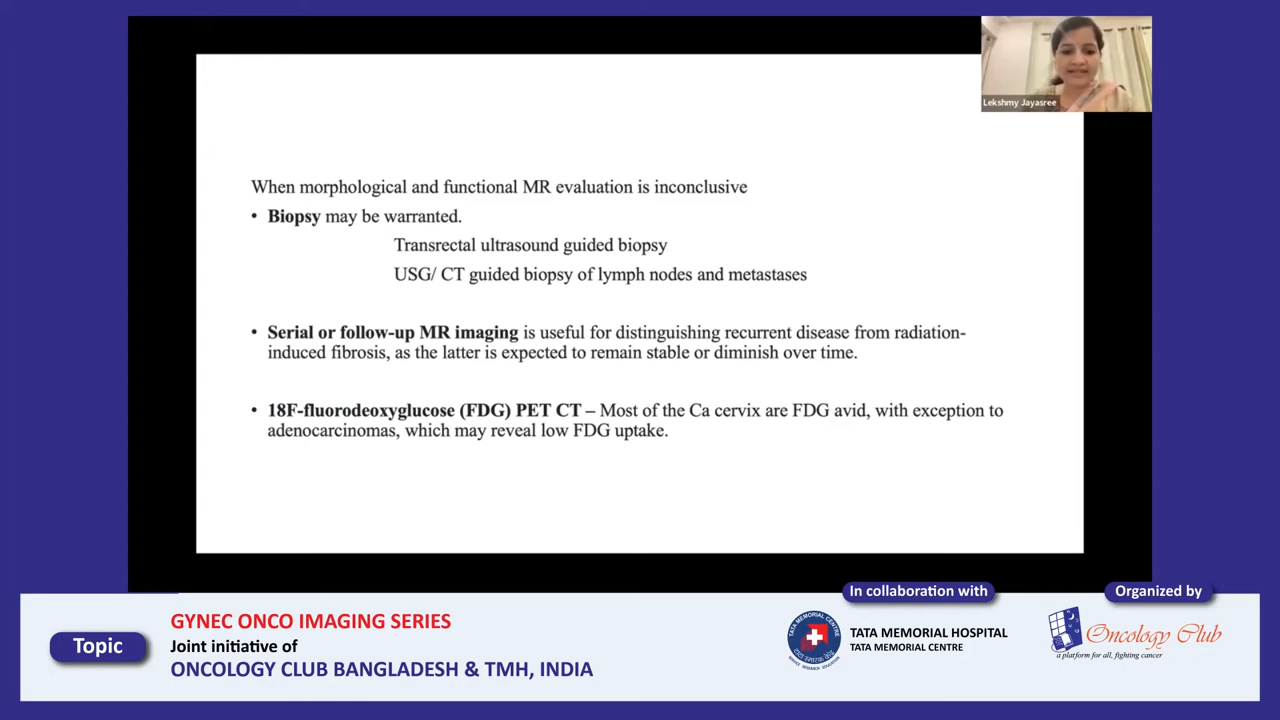 Lekshmy Jayasree
When morphological and functional MR evaluation is inconclusive
• Biopsy may be warranted.
Transrectal ultrasound guided biopsy
USG/ CT guided biopsy of lymph nodes and metastases
• Serial or follow-up MR imaging is useful for distinguishing recurrent disease from radiation-
induced fibrosis, as the latter is expected to remain stable or diminish over time.
• 18F-fluorodeoxyglucose (FDG) PET CT – Most of the Ca cervix are FDG avid, with exception to
adenocarcinomas, which may reveal low FDG uptake.
Topic
GYNEC ONCO IMAGING SERIES
Joint initiative of
ONCOLOGY CLUB BANGLADESH & TMH, INDIA
In collaboration with
TATA MEMORIAL CENTRE
TATA MEMORIAL HOSPITAL
TATA MEMORIAL CENTRE
Organized by
Oncology Club
a platform for all, fighting cancer